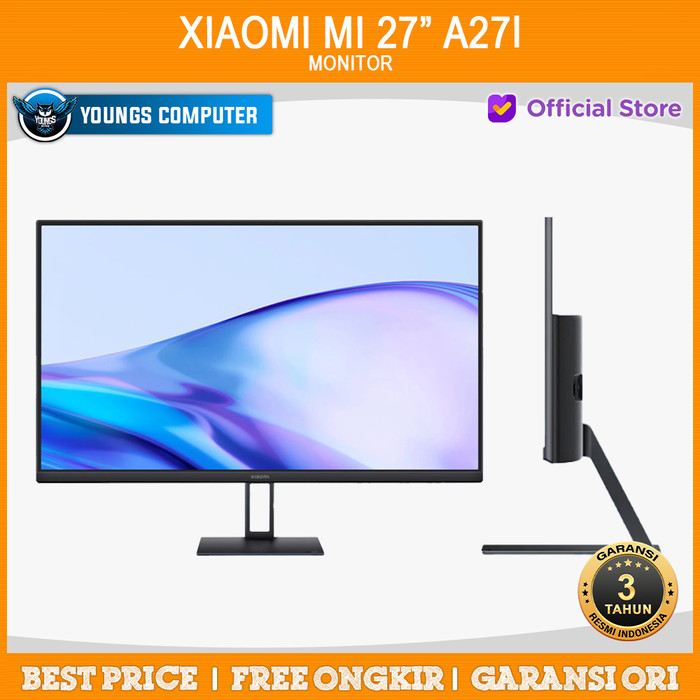 XIAOMI MI 27” A27I
MONITOR
YOUNGS
YOUNGS COMPUTER
Official Store
xiaomi
GARANSI
3
TAHUN
RESMI INDONESIA
BEST PRICE | FREE ONGKIR | GARANSI ORI